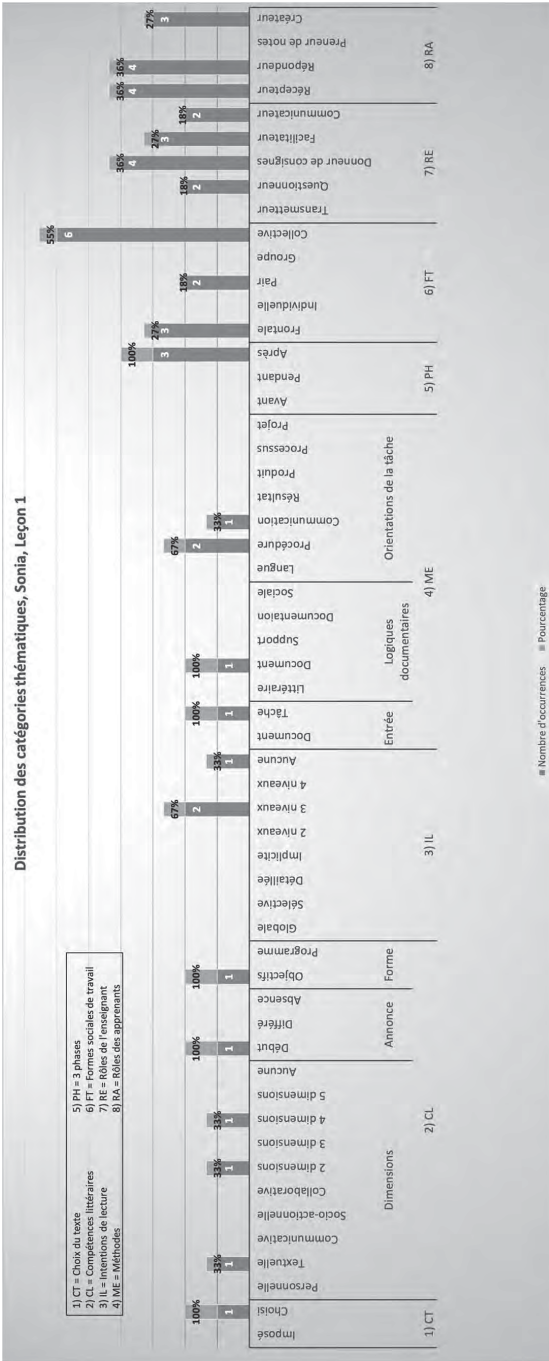 Distribution des catégories thématiques, Sonia, Leçon 1
1) CT = Choix du texte
2) CL = Compétences littéraires
3) IL = Intentions de lecture
4) ME = Méthodes
5) PH = 3 phases
6) FT = Formes sociales de travail
7) RE = Rôles de l'enseignant
8) RA = Rôles des apprenants
Imposé
100% 1 Choisi
1) CT
Personnelle
33% 1 Textuelle
Communicative
Socio-actionnelle
Collaborative
33% 1 2 dimensions
3 dimensions
33% 1 4 dimensions
5 dimensions
Aucune
Dimensions
100% 1 Début
Différé
Absence
Annonce
100% 1 Objectifs
Programme
Forme
2) CL
Globale
Sélective
Détaillée
Implicite
2 niveaux
67% 2 3 niveaux
4 niveaux
33% 1 Aucune
3) IL
Document
100% 1 Tâche
Entrée
Littéraire
100% 1 Document
Support
Documentaion
Sociale
Logiques
documentaires
Langue
67% 2 Procédure
33% 1 Communication
Résultat
Produit
Processus
Projet
Orientations de la tâche
4) ME
Avant
Pendant
100% 3 Après
5) PH
27% 3 Frontale
Individuelle
18% 2 Pair
Groupe
55% 6 Collective
6) FT
Transmetteur
18% 2 Questionneur
36% 4 Donneur de consignes
27% 3 Facilitateur
18% 2 Communicateur
7) RE
36% 4 Récepteur
36% 4 Répondeur
Preneur de notes
27% 3 Créateur
8) RA
Nombre d'occurrences
Pourcentage